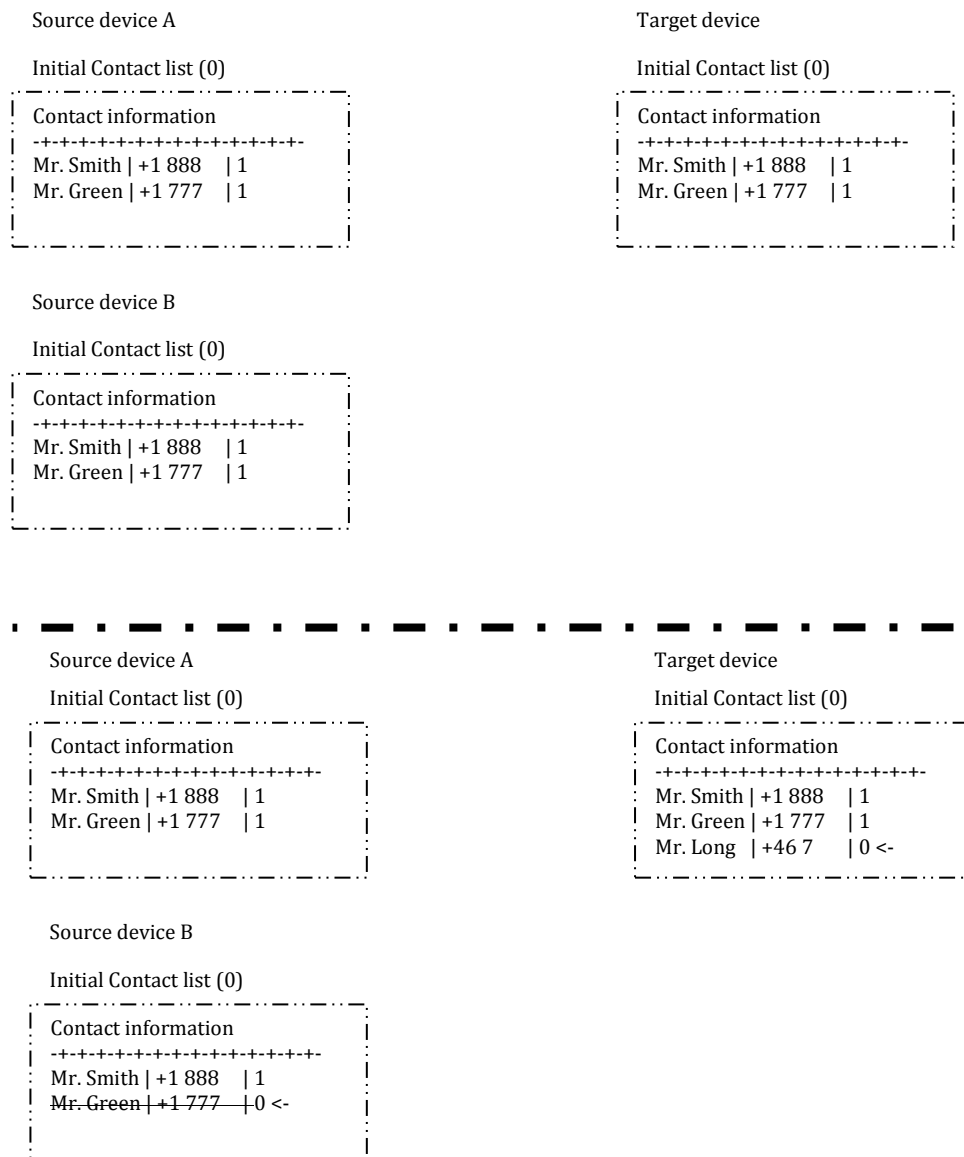 Source device A
Target device
Initial Contact list (0)
Initial Contact list (0)
Contact information
-+-+-+-+-+-+-+-+-+-+-+-+-+-+-
Mr. Smith | +1 888 | 1
Mr. Green | +1 777 | 1
Contact information
-+-+-+-+-+-+-+-+-+-+-+-+-+-+-
Mr. Smith | +1 888 | 1
Mr. Green | +1 777 | 1
Source device B
Initial Contact list (0)
Contact information
-+-+-+-+-+-+-+-+-+-+-+-+-+-+-
Mr. Smith | +1 888 | 1
Mr. Green | +1 777 | 1
Source device A
Target device
Initial Contact list (0)
Initial Contact list (0)
Contact information
-+-+-+-+-+-+-+-+-+-+-+-+-+-+-
Mr. Smith | +1 888 | 1
Mr. Green | +1 777 | 1
Contact information
-+-+-+-+-+-+-+-+-+-+-+-+-+-+-
Mr. Smith | +1 888 | 1
Mr. Green | +1 777 | 1
Mr. Long | +46 7 | 0 <-
Source device B
Initial Contact list (0)
Contact information
-+-+-+-+-+-+-+-+-+-+-+-+-+-+-
Mr. Smith | +1 888 | 1
Mr. Green | +1 777 | 0 <-